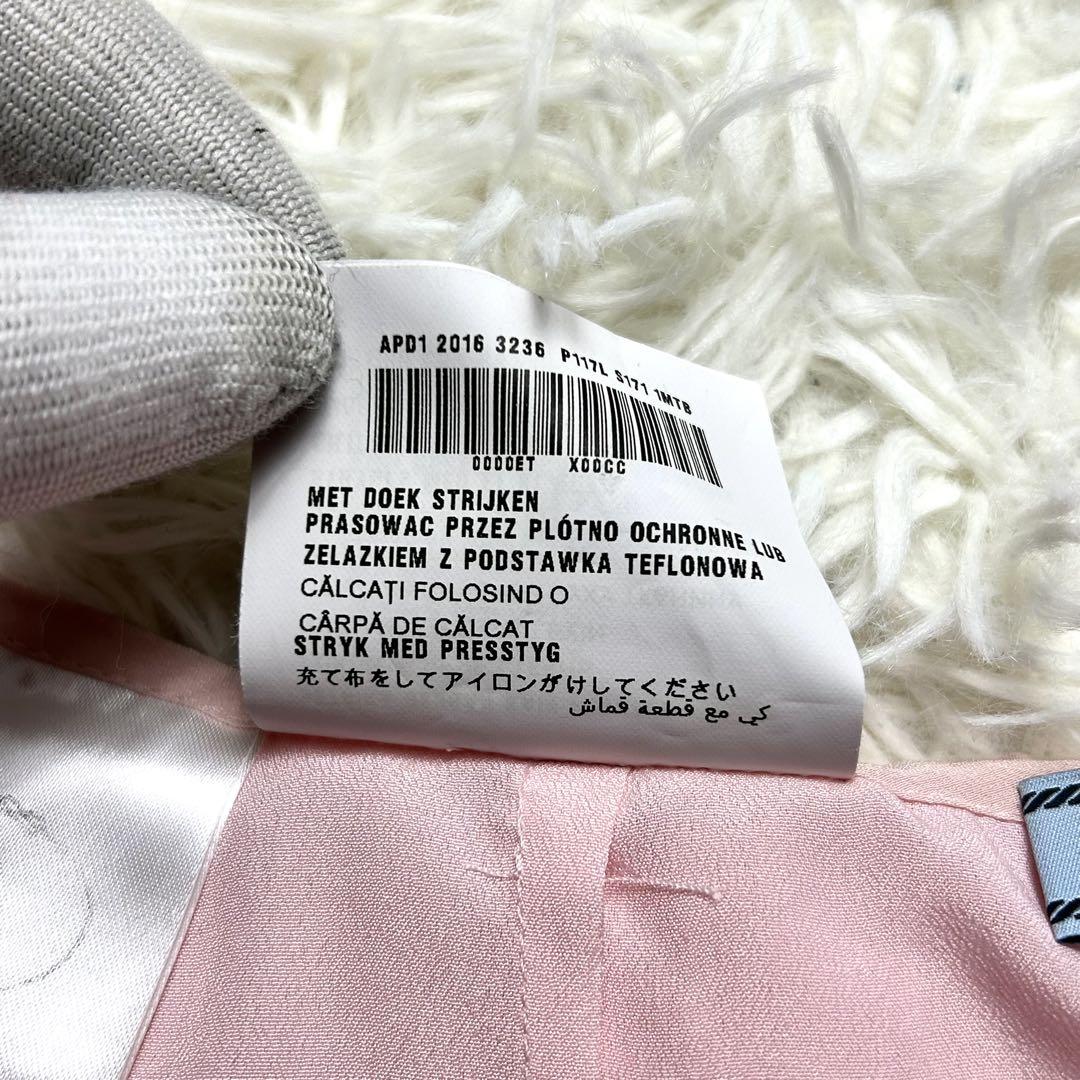 APD1 2016 3236 P117L S171 1MTB
0000ET X00CC
MET DOEK STRIJKEN
PRASOWAC PRZEZ PLÓTNO OCHRONNE LUB
ZELAZKIEM Z PODSTAWKA TEFLONOWA
CĂLCAȚI FOLOSIND O
CÂRPĂ DE CĂLCAT
STRYK MED PRESSTYG
充て布をしてアイロンがけしてください
كي مع قطعة قماش